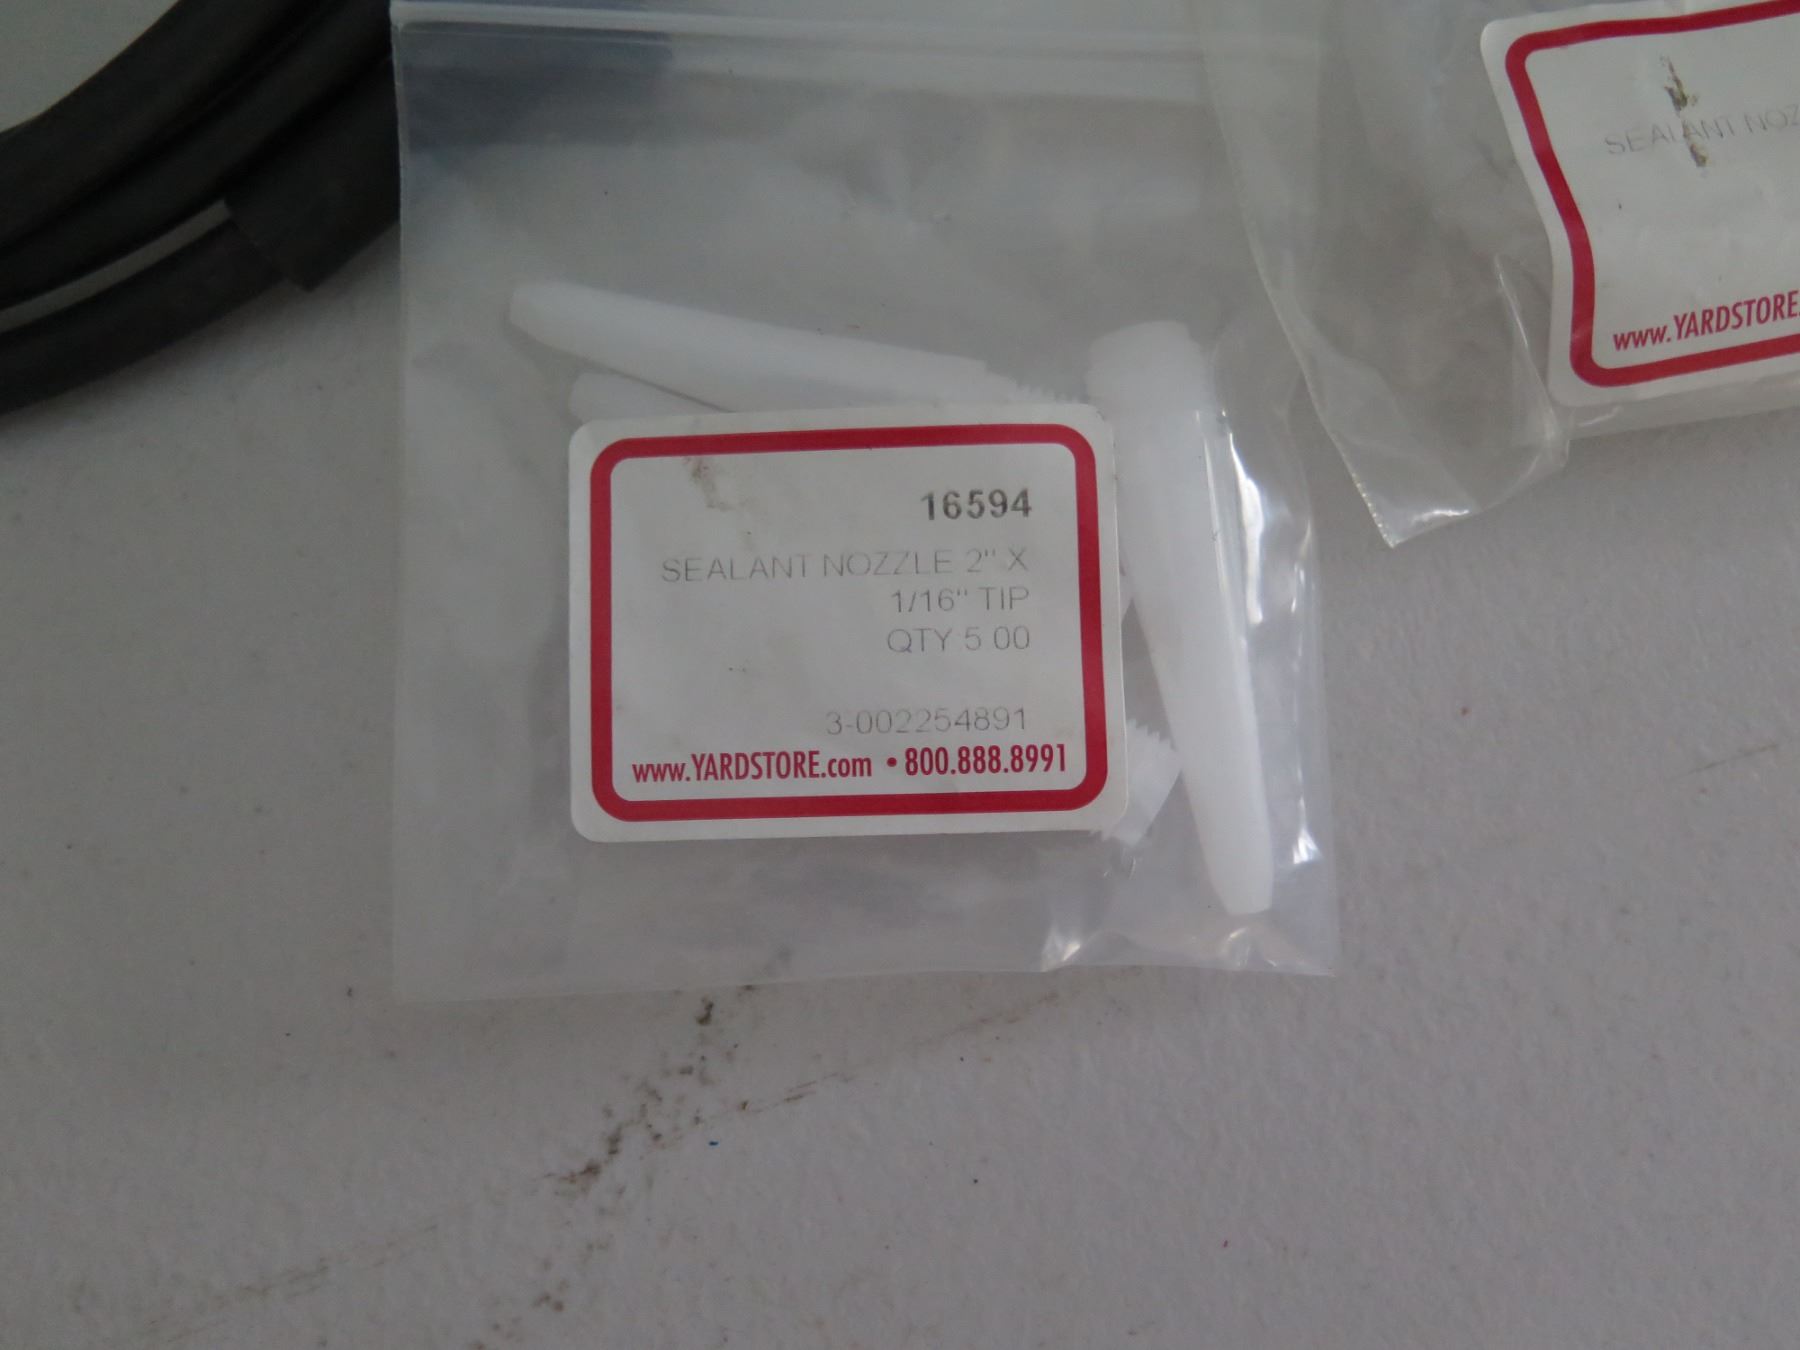 16594
SEALANT NOZZLE 2" X
1/16" TIP
QTY 5.00
3-002254891
www.YARDSTORE.com • 800.888.8991
SEALANT
www.YARDSTORE